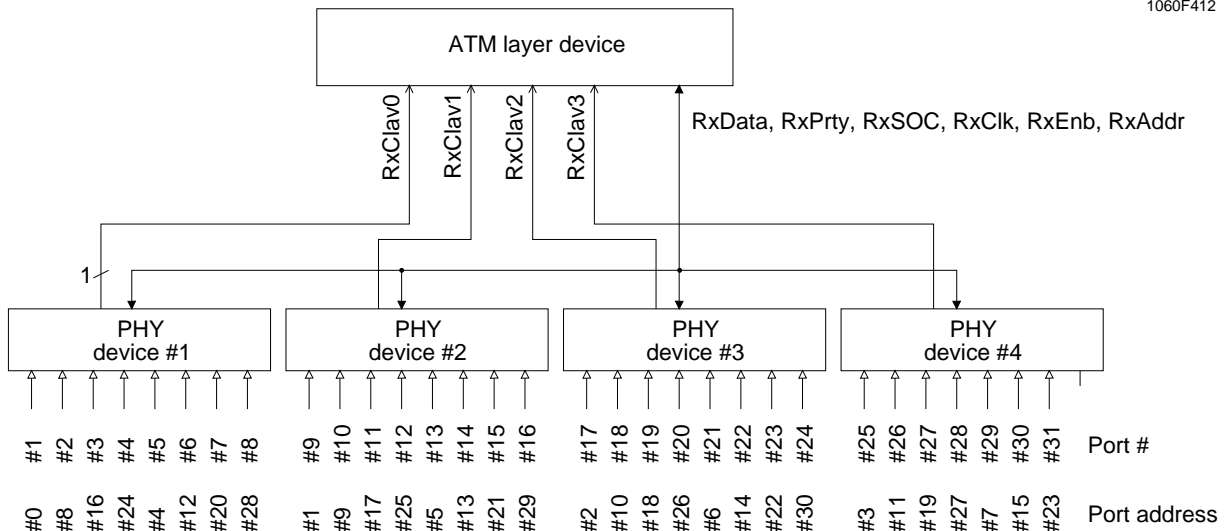 1060F412
ATM layer device
RxClav0
RxClav1
RxClav2
RxClav3
RxData, RxPrty, RxSOC, RxClk, RxEnb, RxAddr
1
PHY
device #1
PHY
device #2
PHY
device #3
PHY
device #4
#1 #2 #3 #4 #5 #6 #7 #8 #9 #10 #11 #12 #13 #14 #15 #16 #17 #18 #19 #20 #21 #22 #23 #24 #25 #26 #27 #28 #29 #30 #31 Port #
#0 #8 #16 #24 #4 #12 #20 #28 #1 #9 #17 #25 #5 #13 #21 #29 #2 #10 #18 #26 #6 #14 #22 #30 #3 #11 #19 #27 #7 #15 #23 Port address